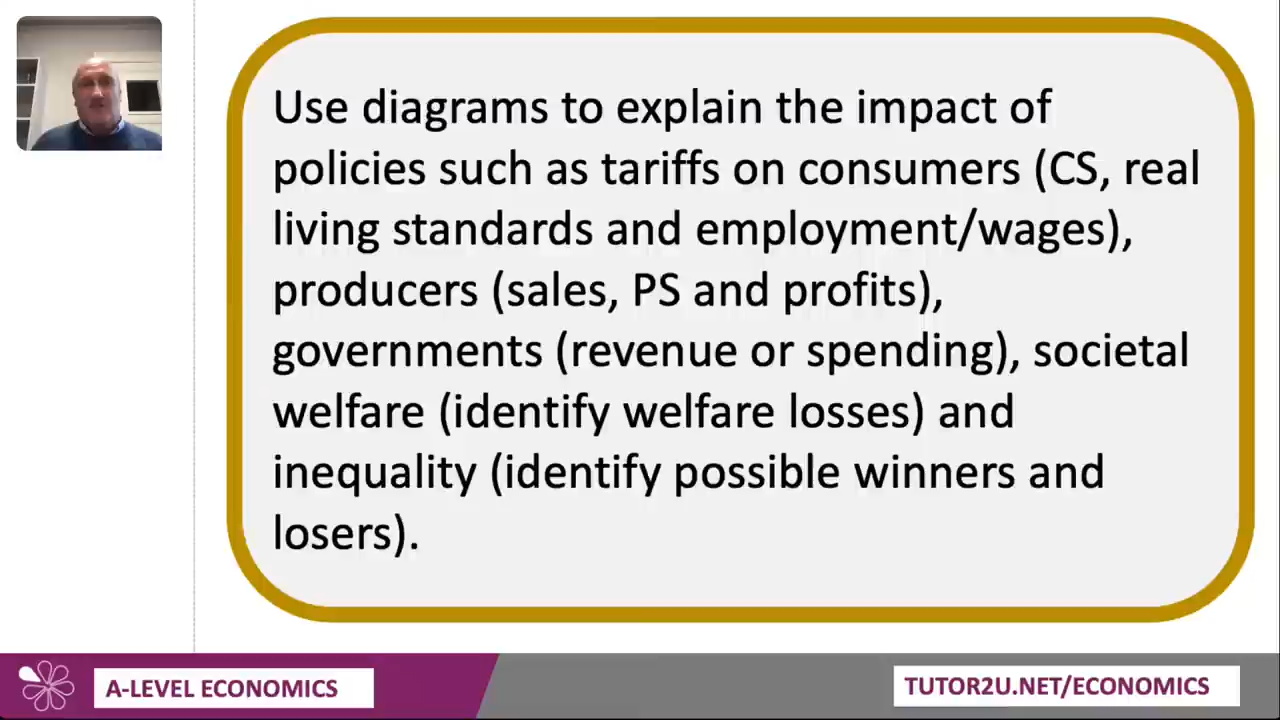 Use diagrams to explain the impact of
policies such as tariffs on consumers (CS, real
living standards and employment/wages),
producers (sales, PS and profits),
governments (revenue or spending), societal
welfare (identify welfare losses) and
inequality (identify possible winners and
losers).
A-LEVEL ECONOMICS
TUTOR2U.NET/ECONOMICS